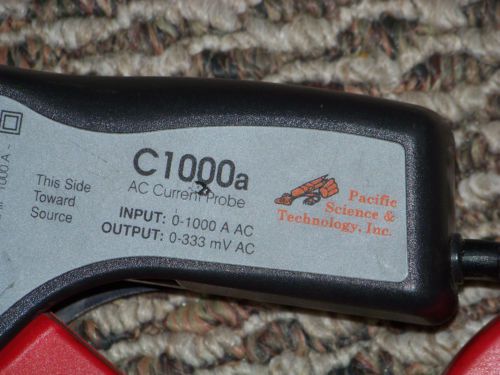 C1000a
AC Current Probe
This Side
Toward
Source
INPUT: 0-1000 A AC
OUTPUT: 0-333 mV AC
Pacific
Science &
Technology, Inc.
1000 A ~